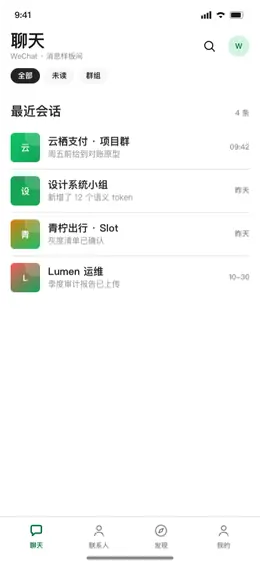 9:41
聊天
W
WeChat · 消息样板间
全部 未读 群组
最近会话 4 条
云 云栖支付 · 项目群 09:42
周五前给到对账原型
设 设计系统小组 昨天
新增了 12 个语义 token
青 青柠出行 · Slot 昨天
灰度清单已确认
L Lumen 运维 10-30
季度审计报告已上传
聊天 联系人 发现 我的